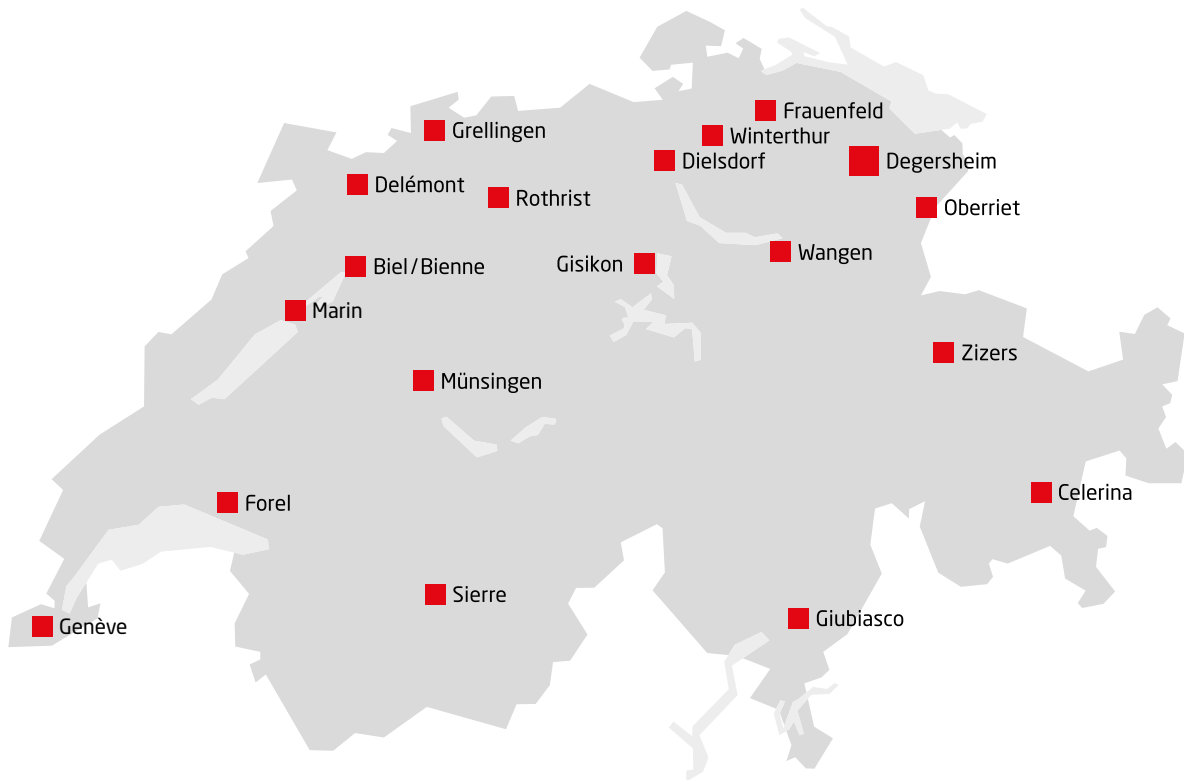 Frauenfeld
Grellingen
Winterthur
Dielsdorf
Degersheim
Delémont
Rothrist
Oberriet
Wangen
Gisikon
Biel/Bienne
Marin
Zizers
Münsingen
Celerina
Forel
Sierre
Giubiasco
Genève